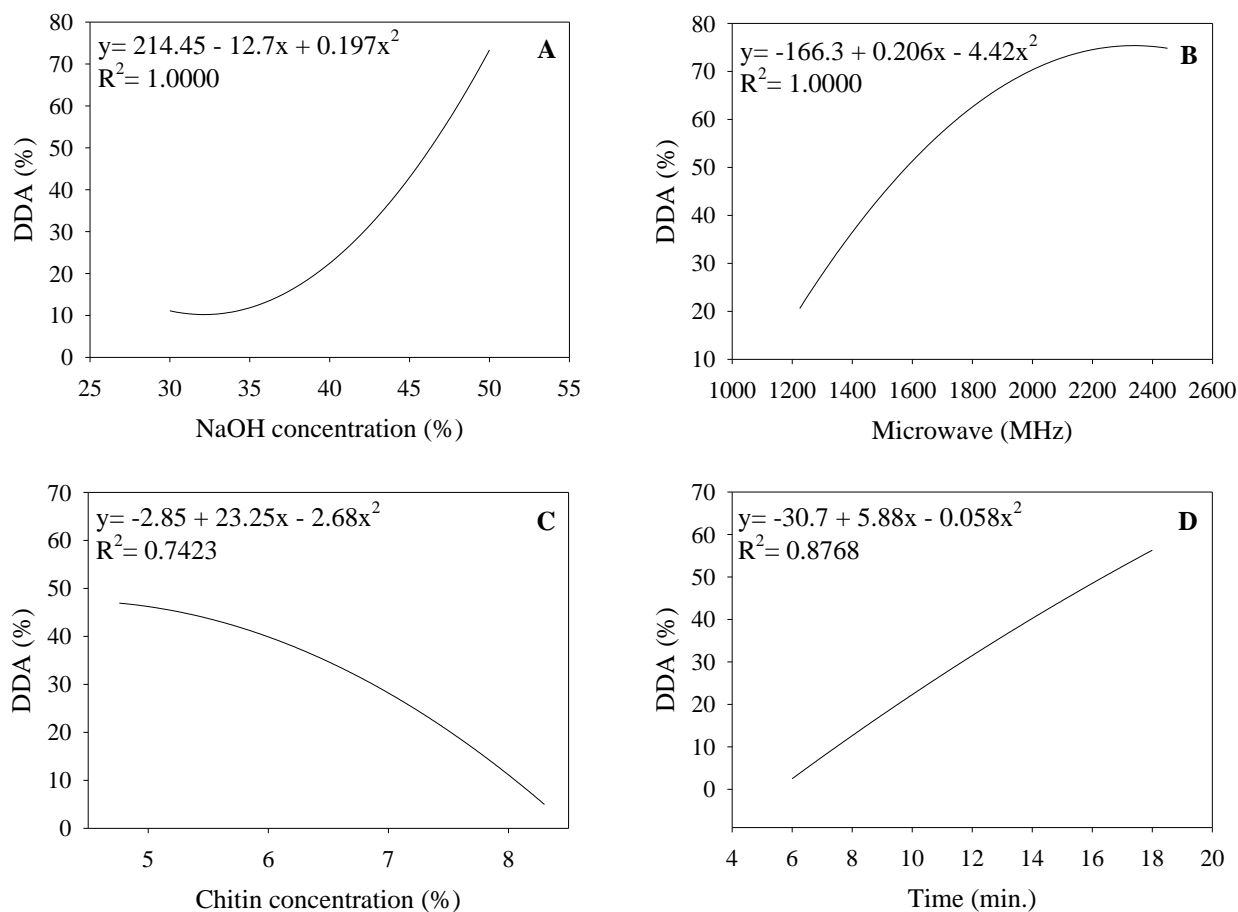 y= 214.45 - 12.7x + 0.197x²
R²= 1.0000
A
80
70
60
50
40
30
20
10
0
DDA (%)
25 30 35 40 45 50 55
NaOH concentration (%)
y= -166.3 + 0.206x - 4.42x²
R²= 1.0000
B
80
70
60
50
40
30
20
10
DDA (%)
1000 1200 1400 1600 1800 2000 2200 2400 2600
Microwave (MHz)
y= -2.85 + 23.25x - 2.68x²
R²= 0.7423
C
70
60
50
40
30
20
10
0
DDA (%)
5 6 7 8
Chitin concentration (%)
y= -30.7 + 5.88x - 0.058x²
R²= 0.8768
D
70
60
50
40
30
20
10
0
DDA (%)
4 6 8 10 12 14 16 18 20
Time (min.)